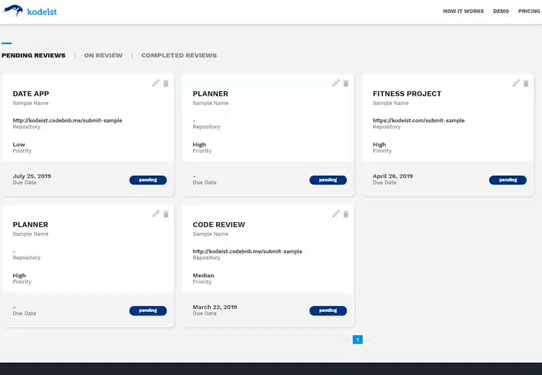 kodeist
HOW IT WORKS DEMO PRICING
PENDING REVIEWS | ON REVIEW | COMPLETED REVIEWS
DATE APP
Sample Name
http://kodeist.codebnb.me/submit-sample
Repository
Low
Priority
July 25, 2019
Due Date
pending
PLANNER
Sample Name
-
Repository
High
Priority
-
Due Date
pending
FITNESS PROJECT
Sample Name
https://kodeist.com/submit-sample
Repository
High
Priority
April 26, 2019
Due Date
pending
PLANNER
Sample Name
-
Repository
High
Priority
-
Due Date
pending
CODE REVIEW
Sample Name
http://kodeist.codebnb.me/submit-sample
Repository
Median
Priority
March 22, 2019
Due Date
pending
1